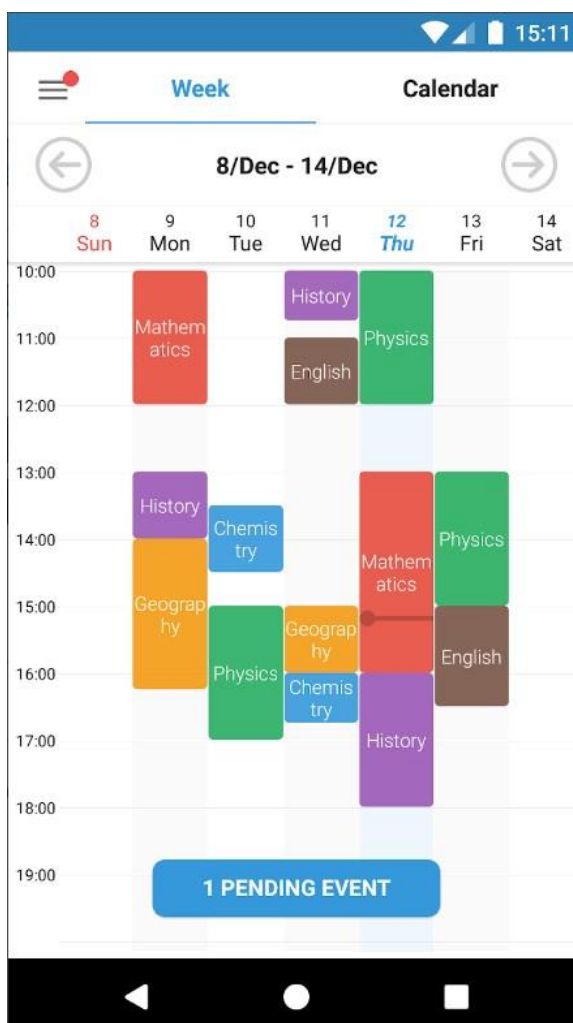 15:11
Week Calendar
8/Dec - 14/Dec
8 9 10 11 12 13 14
Sun Mon Tue Wed Thu Fri Sat
10:00
History
Mathem
atics
11:00
Physics
English
12:00
13:00
History
Chemis
try
14:00
Physics
Mathem
atics
Geograp
hy
15:00
Geograp
hy
English
16:00
Physics
Chemis
try
History
17:00
18:00
19:00
1 PENDING EVENT